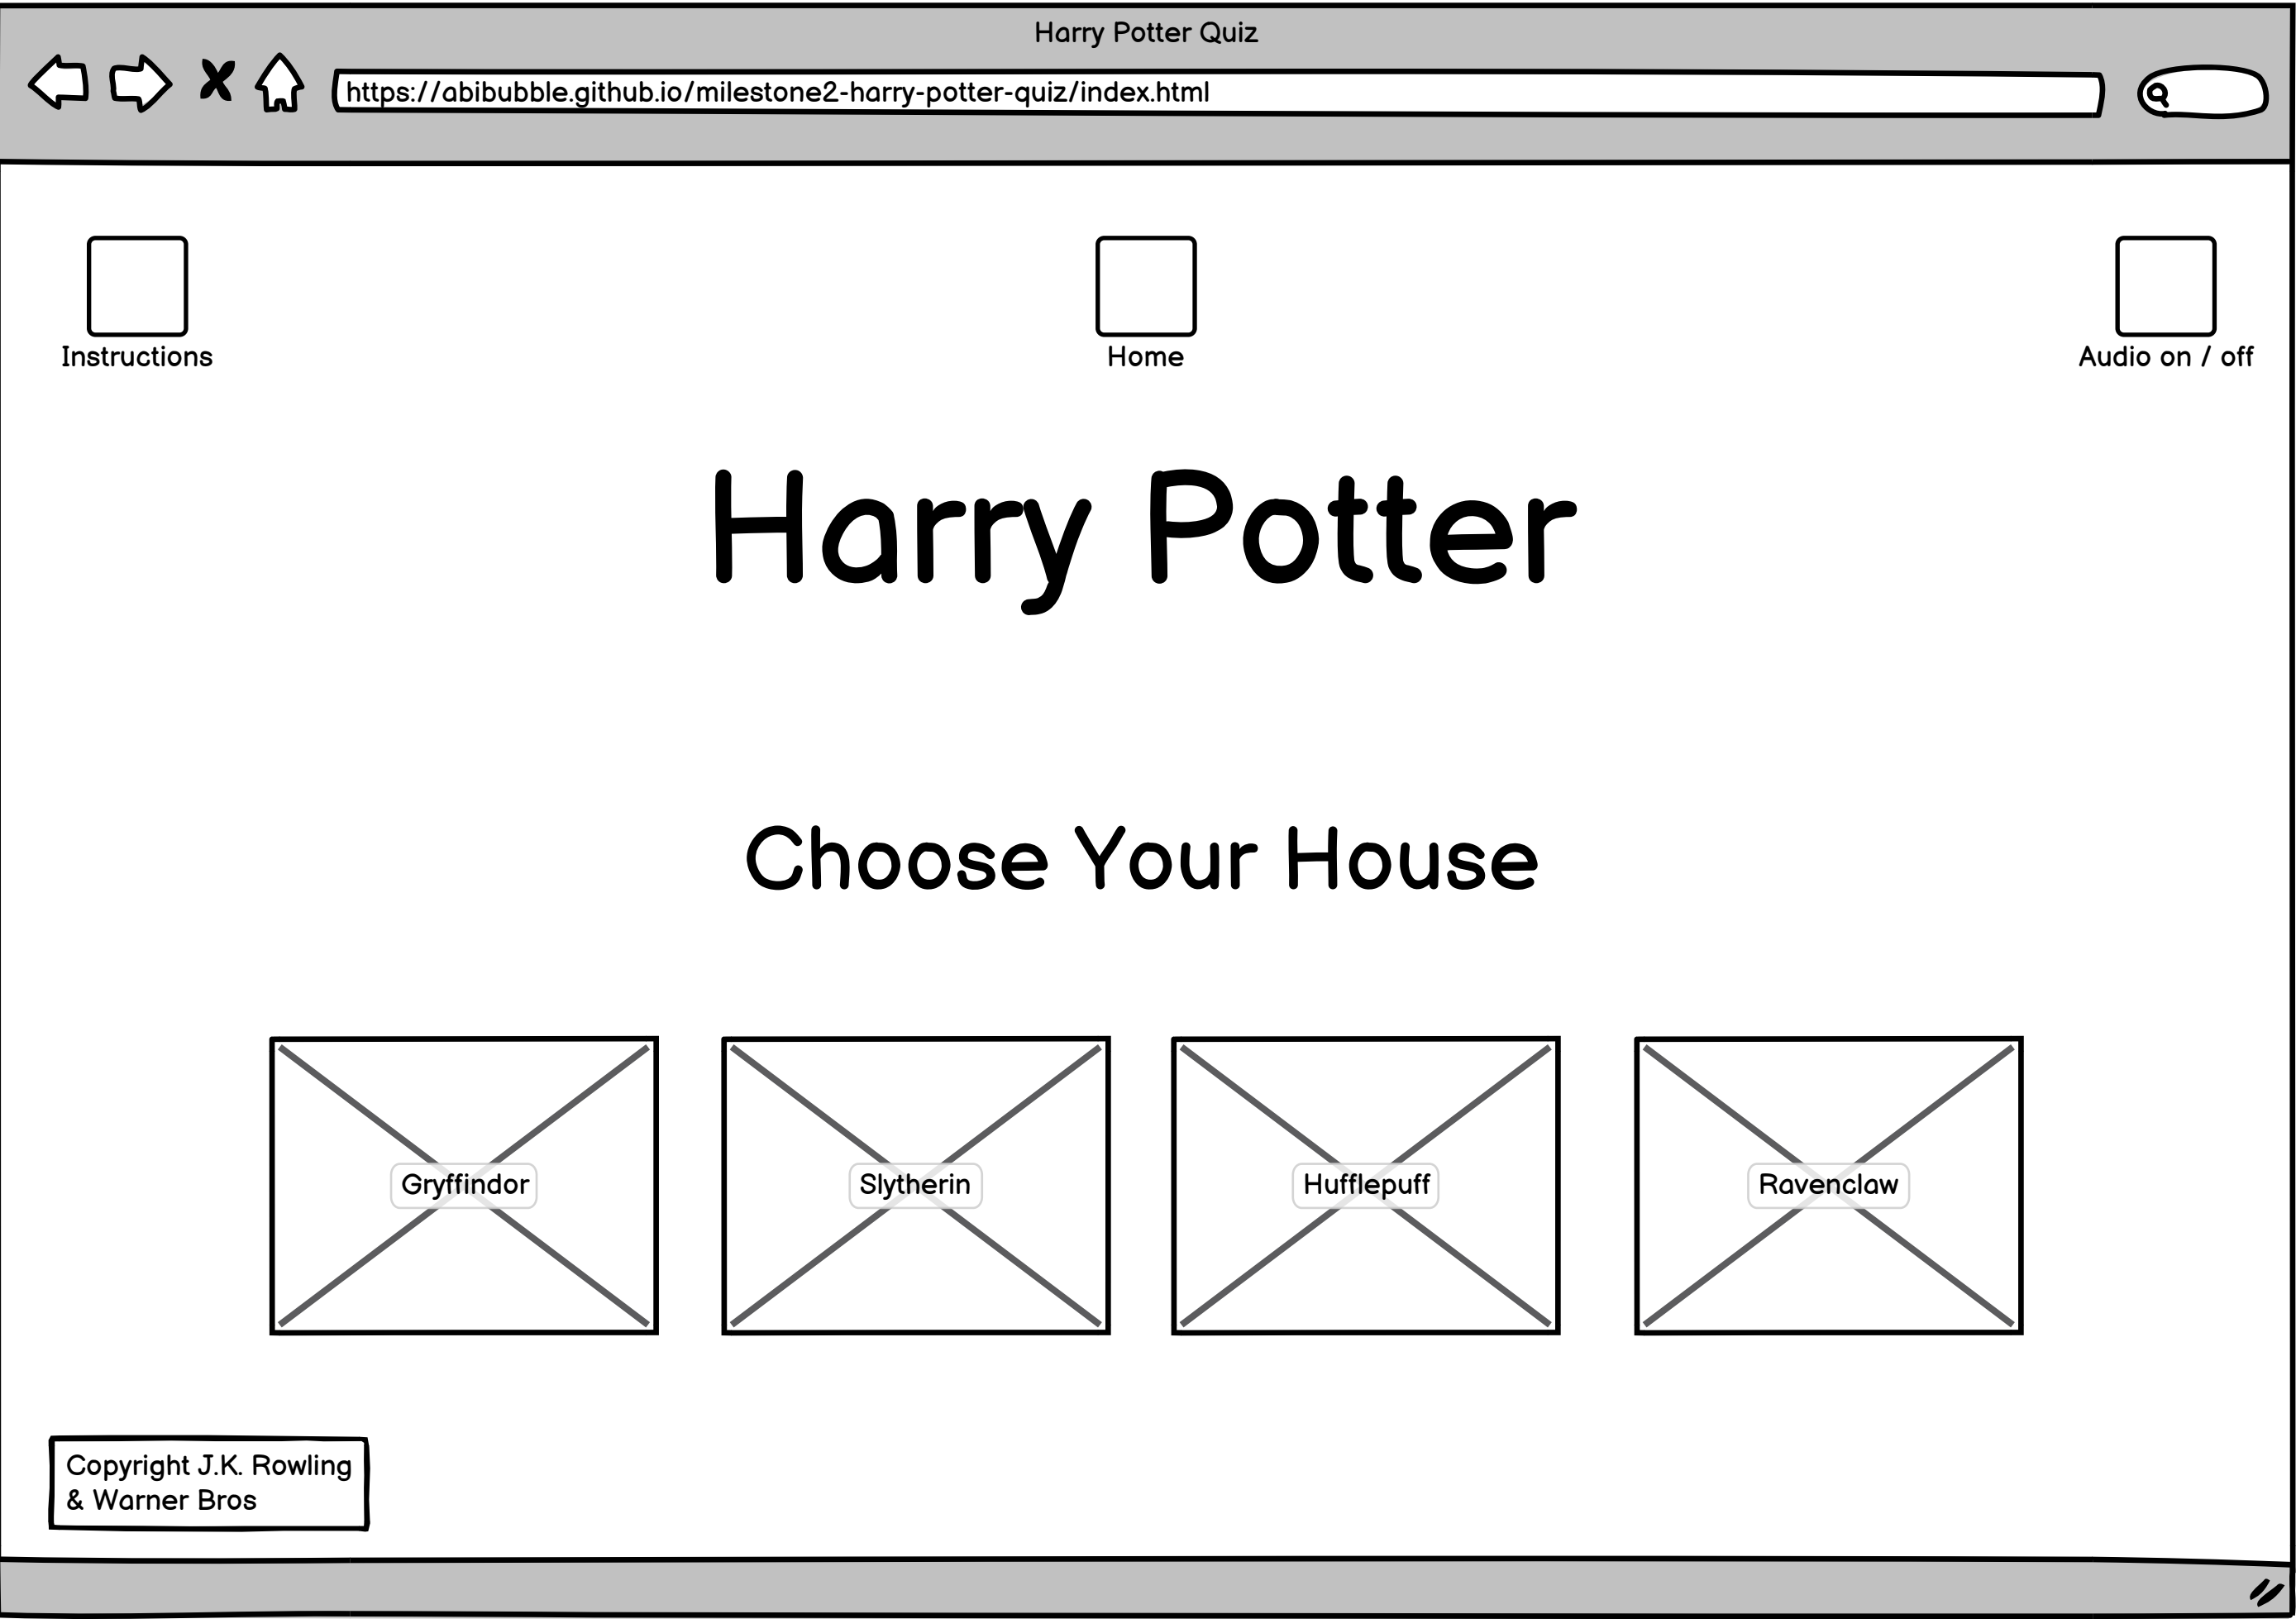 Harry Potter Quiz
https://abibubble.github.io/milestone2-harry-potter-quiz/index.html
Instructions
Home
Audio on / off
Harry Potter
Choose Your House
Gryffindor
Slytherin
Hufflepuff
Ravenclaw
Copyright J.K. Rowling
& Warner Bros